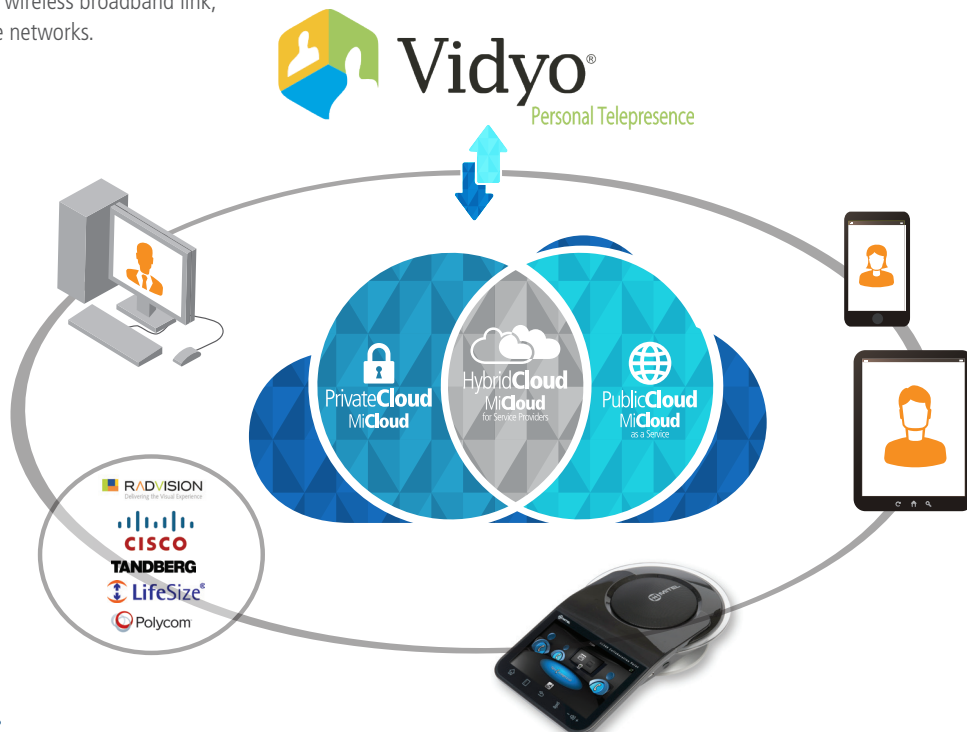 wireless broadband link,
e networks.
Vidyo®
Personal Telepresence
PrivateCloud
MiCloud
HybridCloud
MiCloud
for Service Providers
PublicCloud
MiCloud
as a Service
RADVISION
Delivering the Visual Experience
CISCO
TANDBERG
LifeSize®
Polycom
MITEL